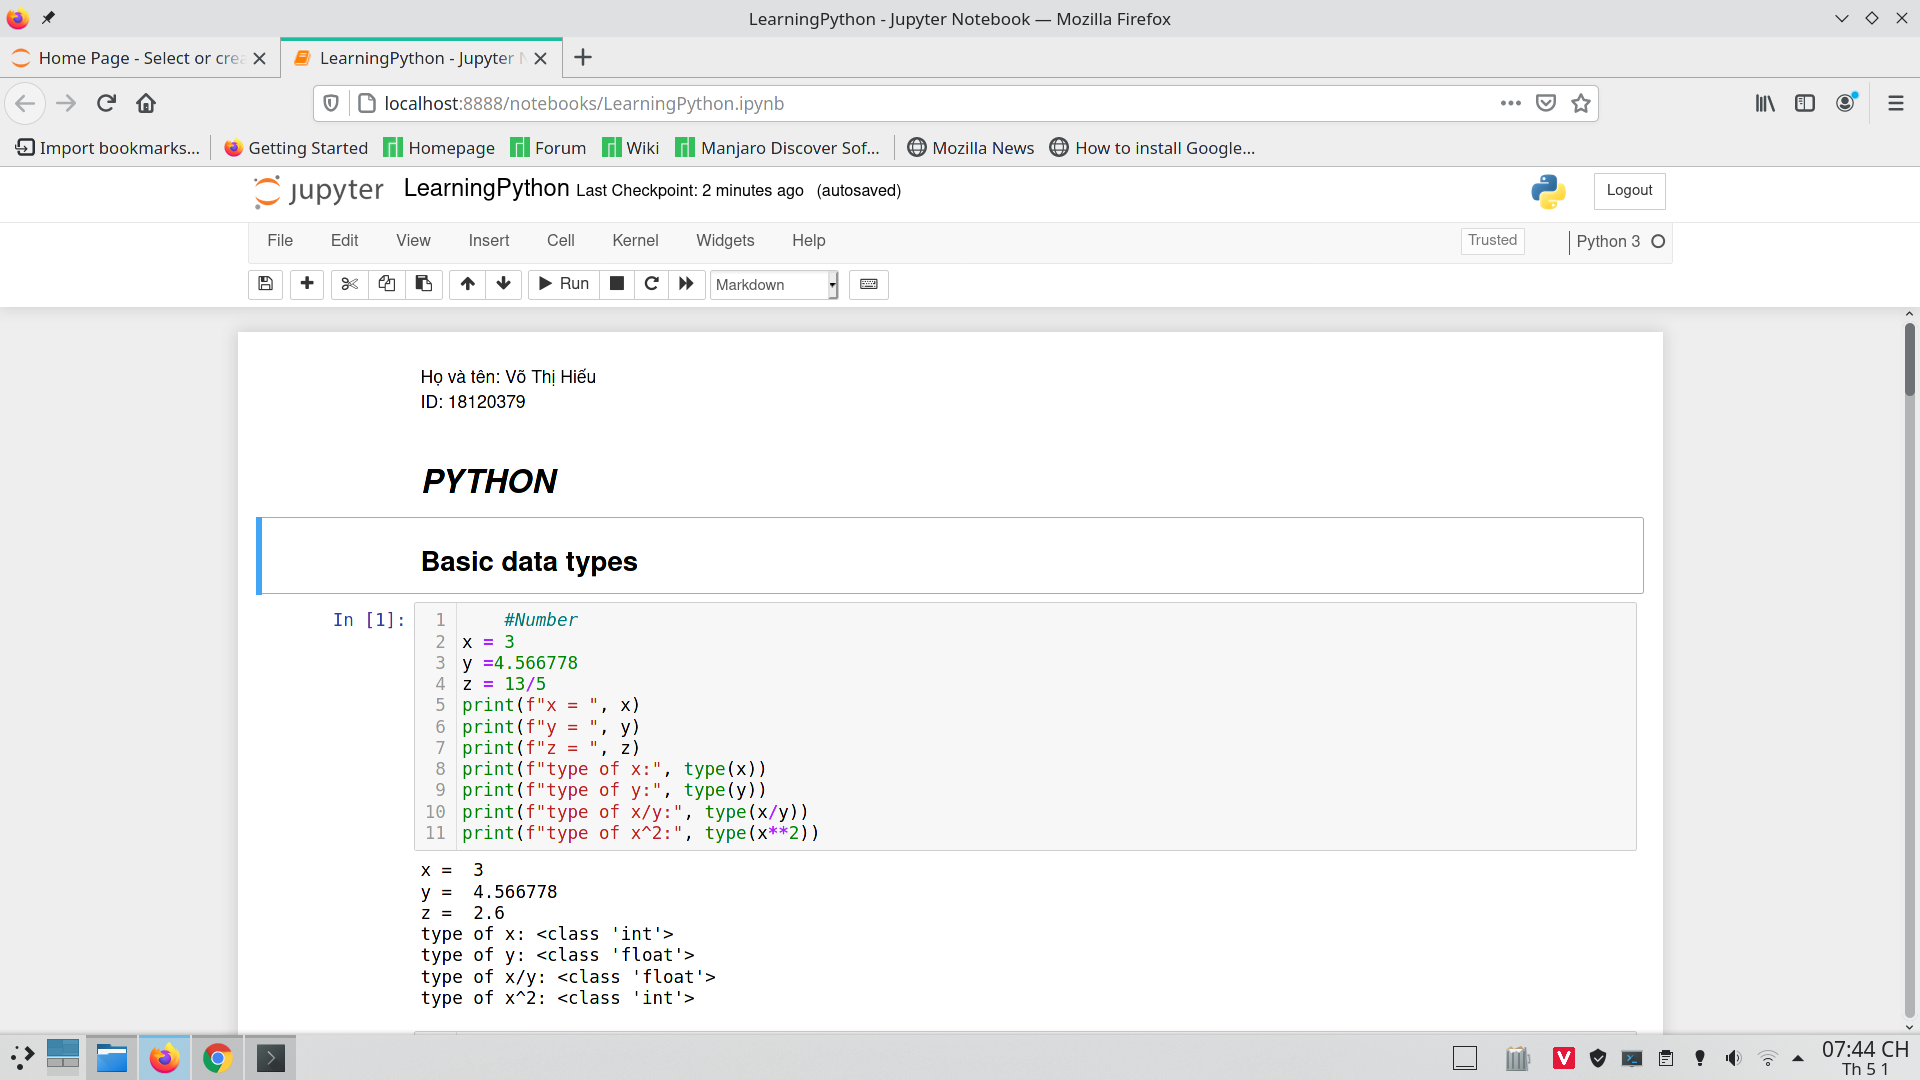 LearningPython - Jupyter Notebook — Mozilla Firefox
Home Page - Select or crea
LearningPython - Jupyter N
localhost:8888/notebooks/LearningPython.ipynb
Import bookmarks...
Getting Started
Homepage
Forum
Wiki
Manjaro Discover Sof...
Mozilla News
How to install Google...
jupyter LearningPython Last Checkpoint: 2 minutes ago (autosaved)
Logout
File Edit View Insert Cell Kernel Widgets Help
Trusted
Python 3
Run
Markdown
Họ và tên: Võ Thị Hiếu
ID: 18120379
PYTHON
Basic data types
In [1]:
1 #Number
2 x = 3
3 y =4.566778
4 z = 13/5
5 print(f"x = ", x)
6 print(f"y = ", y)
7 print(f"z = ", z)
8 print(f"type of x:", type(x))
9 print(f"type of y:", type(y))
10 print(f"type of x/y:", type(x/y))
11 print(f"type of x^2:", type(x**2))
x =  3
y =  4.566778
z =  2.6
type of x: <class 'int'>
type of y: <class 'float'>
type of x/y: <class 'float'>
type of x^2: <class 'int'>
V
07:44 CH
Th 5 1